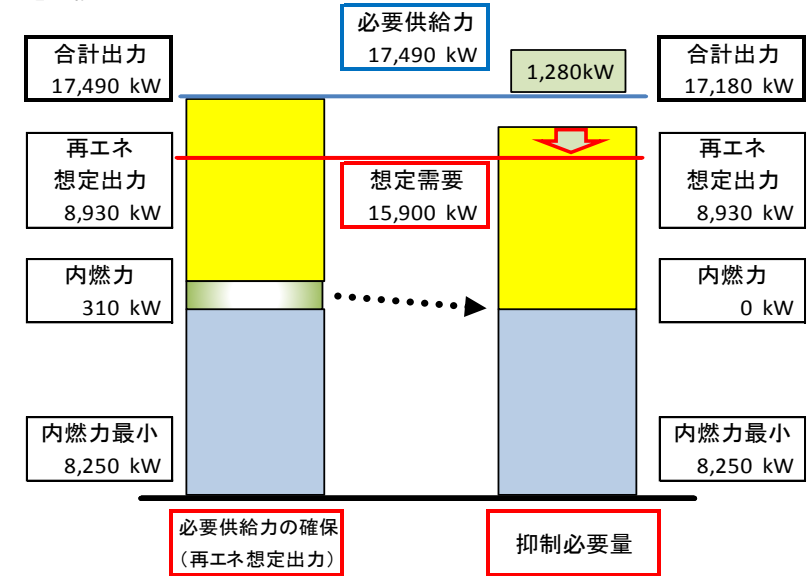 必要供給力
17,490 kW
合計出力
17,490 kW
1,280kW
合計出力
17,180 kW
再エネ
想定出力
8,930 kW
想定需要
15,900 kW
再エネ
想定出力
8,930 kW
内燃力
310 kW
内燃力
0 kW
内燃力最小
8,250 kW
内燃力最小
8,250 kW
必要供給力の確保
（再エネ想定出力）
抑制必要量